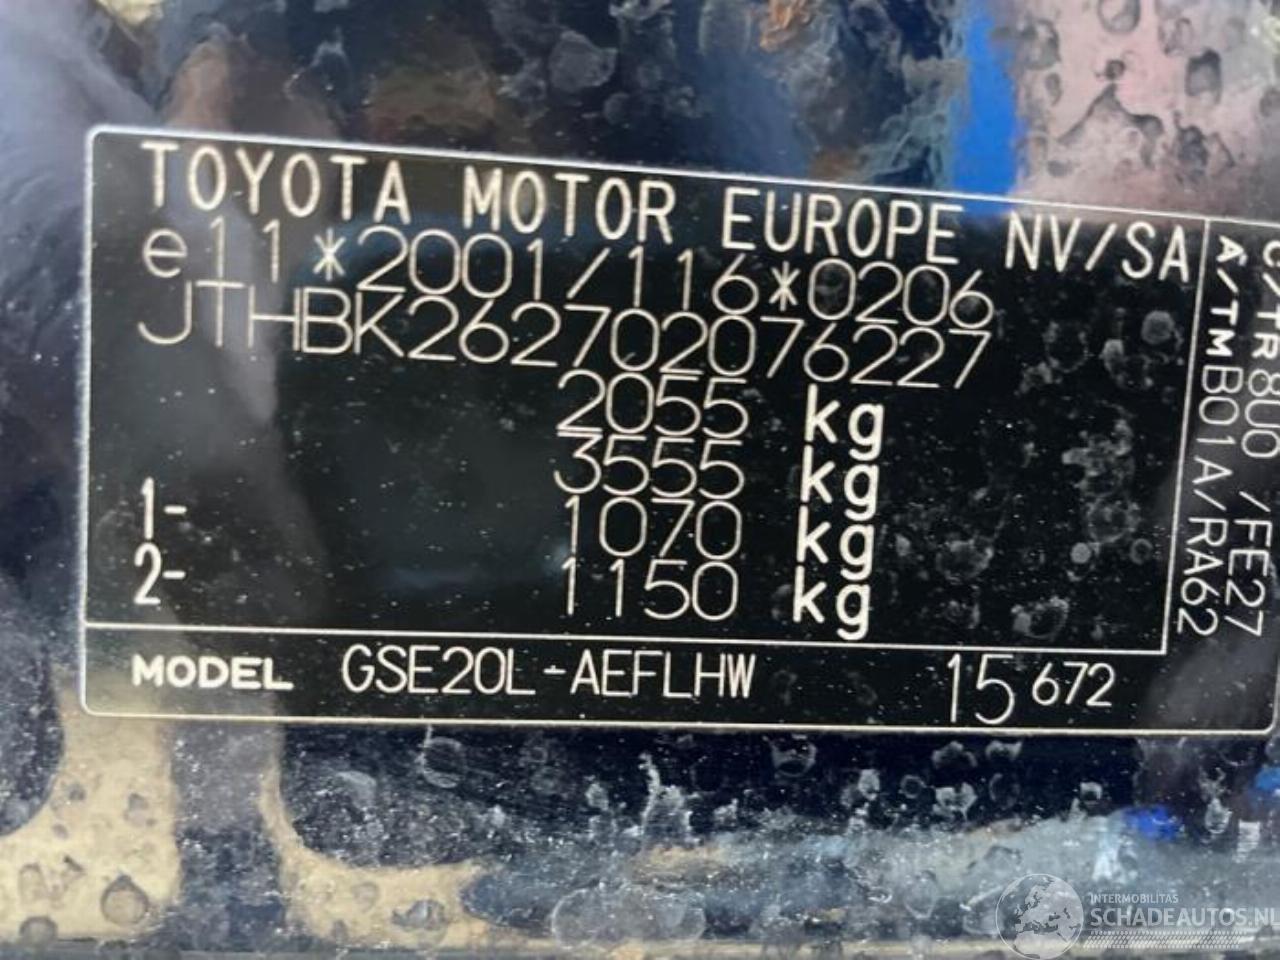 TOYOTA MOTOR EUROPE NV/SA
e11*2001/116*0206
JTHBK262702076227
2055 kg
3555 kg
1- 1070 kg
2- 1150 kg
MODEL GSE20L-AEFLHW 15 672
C/TR 8U0 /FE27
A/TM B01A/RA62
INTERMOBILITAS
SCHADEAUTOS.NL